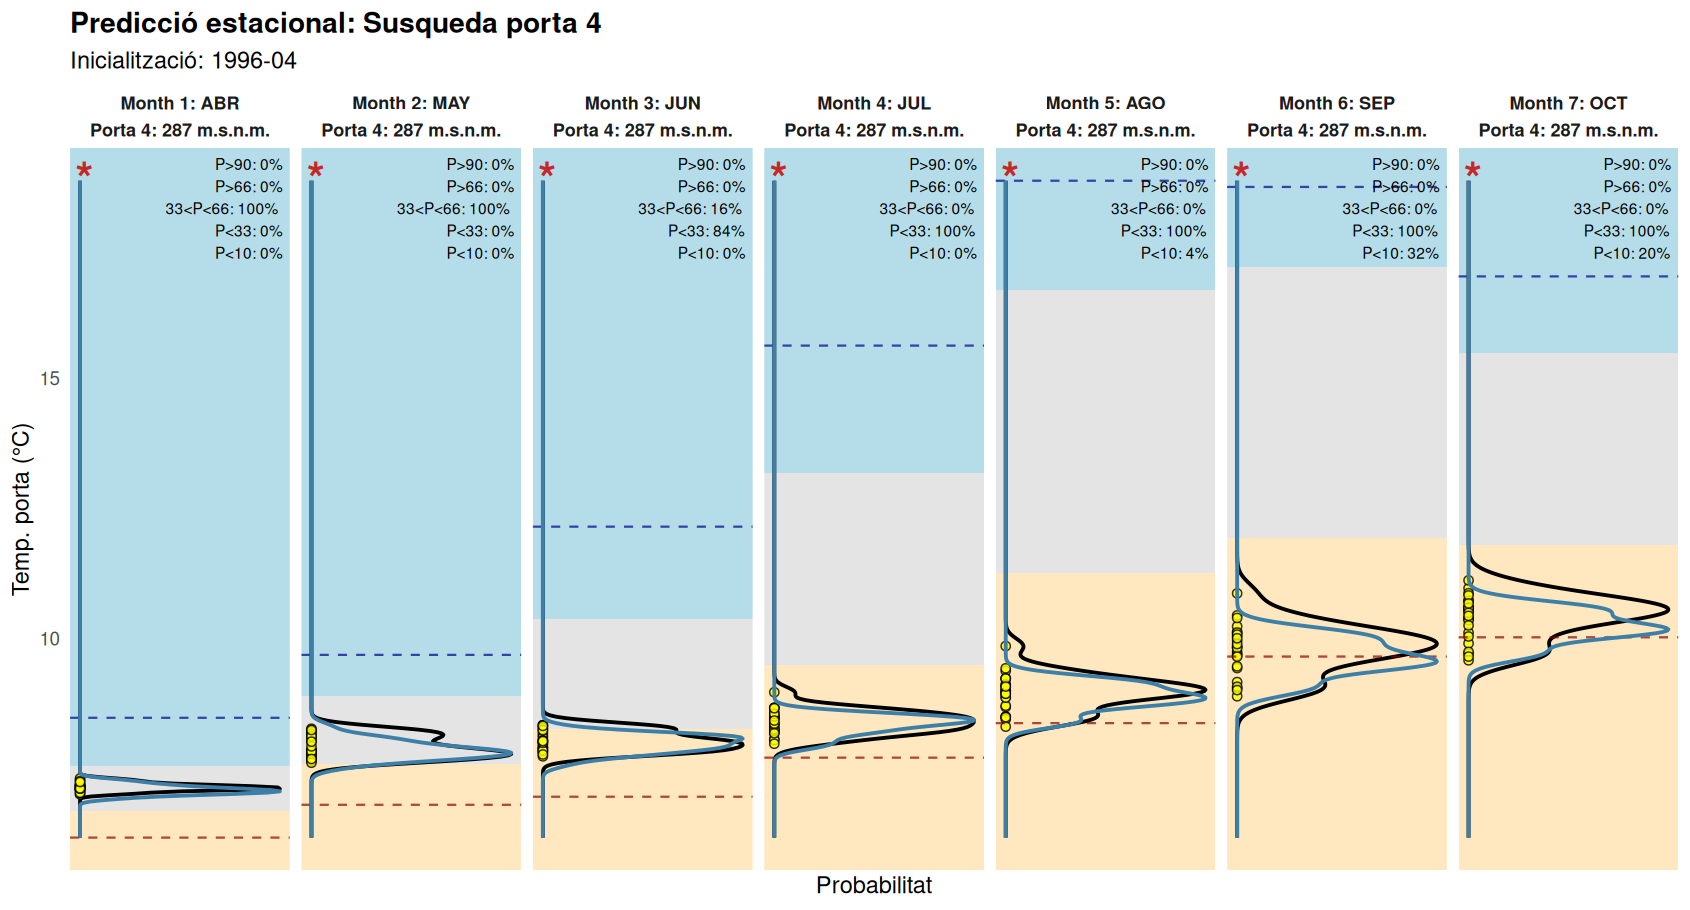 Predicció estacional: Susqueda porta 4
Inicialització: 1996-04
Month 1: ABR
Porta 4: 287 m.s.n.m.
Month 2: MAY
Porta 4: 287 m.s.n.m.
Month 3: JUN
Porta 4: 287 m.s.n.m.
Month 4: JUL
Porta 4: 287 m.s.n.m.
Month 5: AGO
Porta 4: 287 m.s.n.m.
Month 6: SEP
Porta 4: 287 m.s.n.m.
Month 7: OCT
Porta 4: 287 m.s.n.m.
*
P>90: 0%
P>66: 0%
33<P<66: 100%
P<33: 0%
P<10: 0%
*
P>90: 0%
P>66: 0%
33<P<66: 100%
P<33: 0%
P<10: 0%
*
P>90: 0%
P>66: 0%
33<P<66: 16%
P<33: 84%
P<10: 0%
*
P>90: 0%
P>66: 0%
33<P<66: 0%
P<33: 100%
P<10: 0%
*
P>90: 0%
P>66: 0%
33<P<66: 0%
P<33: 100%
P<10: 4%
*
P>90: 0%
P>66: 0%
33<P<66: 0%
P<33: 100%
P<10: 32%
*
P>90: 0%
P>66: 0%
33<P<66: 0%
P<33: 100%
P<10: 20%
15
10
Temp. porta (°C)
Probabilitat